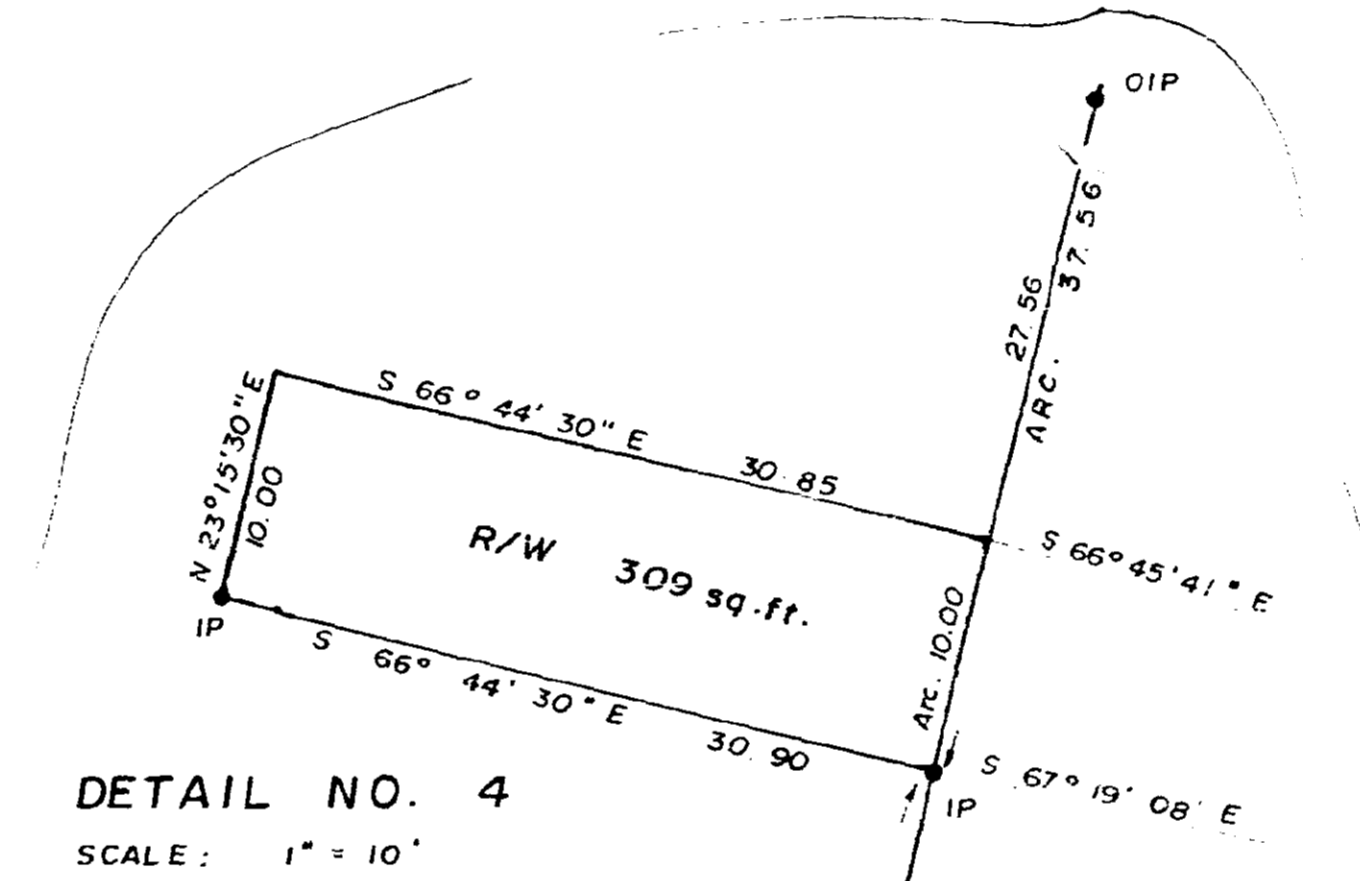 OIP
37.56
27.56
ARC.
S 66° 44' 30" E 30.85
N 23°15'30" E
10.00
R/W 309 sq.ft.
S 66°45'41" E
Arc. 10.00
IP
S 66° 44' 30" E 30.90
S 67° 19' 08' E
IP
DETAIL NO. 4
SCALE: 1" = 10'